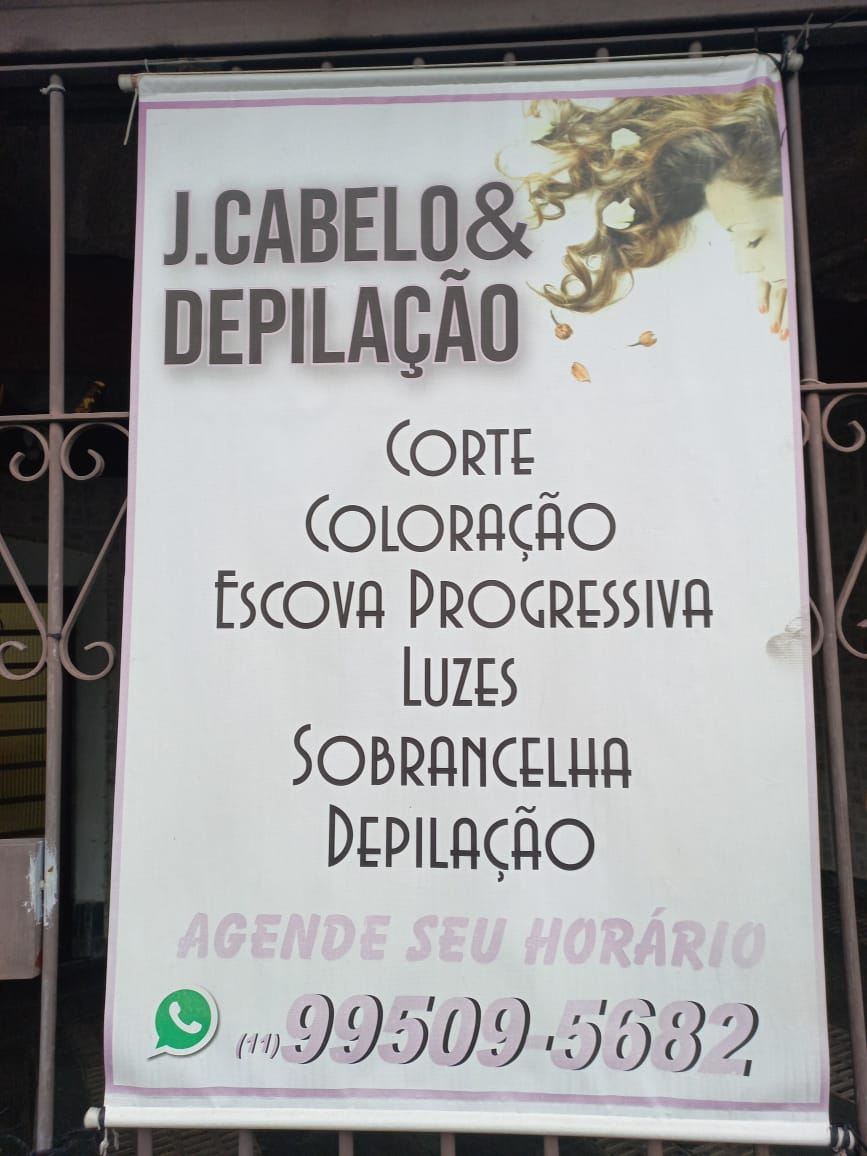 J.CABELO&
DEPILAÇÃO
CORTE
COLORAÇÃO
ESCOVA PROGRESSIVA
LUZES
SOBRANCELHA
DEPILAÇÃO
AGENDE SEU HORÁRIO
(11) 99509-5682